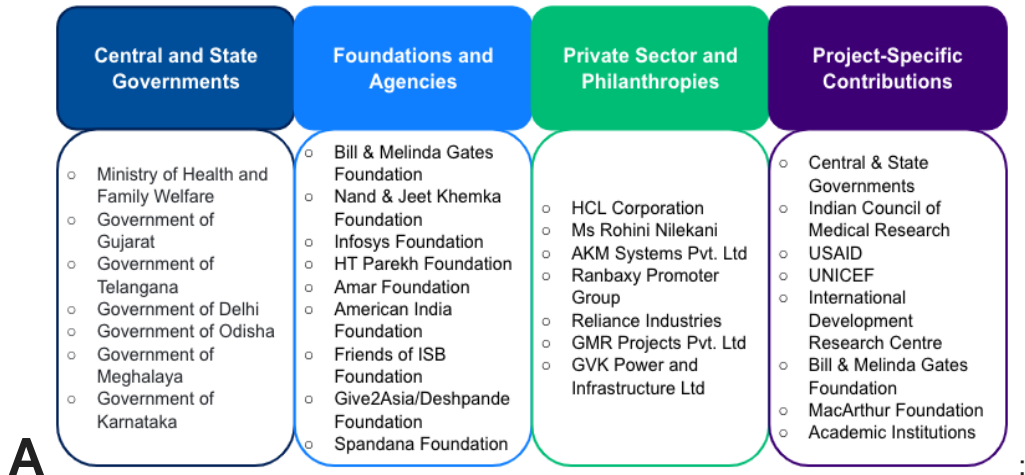 Central and State
Governments
Foundations and
Agencies
Private Sector and
Philanthropies
Project-Specific
Contributions
○ Ministry of Health and
Family Welfare
○ Government of
Gujarat
○ Government of
Telangana
○ Government of Delhi
○ Government of Odisha
○ Government of
Meghalaya
○ Government of
Karnataka
○ Bill & Melinda Gates
Foundation
○ Nand & Jeet Khemka
Foundation
○ Infosys Foundation
○ HT Parekh Foundation
○ Amar Foundation
○ American India
Foundation
○ Friends of ISB
Foundation
○ Give2Asia/Deshpande
Foundation
○ Spandana Foundation
○ HCL Corporation
○ Ms Rohini Nilekani
○ AKM Systems Pvt. Ltd
○ Ranbaxy Promoter
Group
○ Reliance Industries
○ GMR Projects Pvt. Ltd
○ GVK Power and
Infrastructure Ltd
○ Central & State
Governments
○ Indian Council of
Medical Research
○ USAID
○ UNICEF
○ International
Development
Research Centre
○ Bill & Melinda Gates
Foundation
○ MacArthur Foundation
○ Academic Institutions
A
: